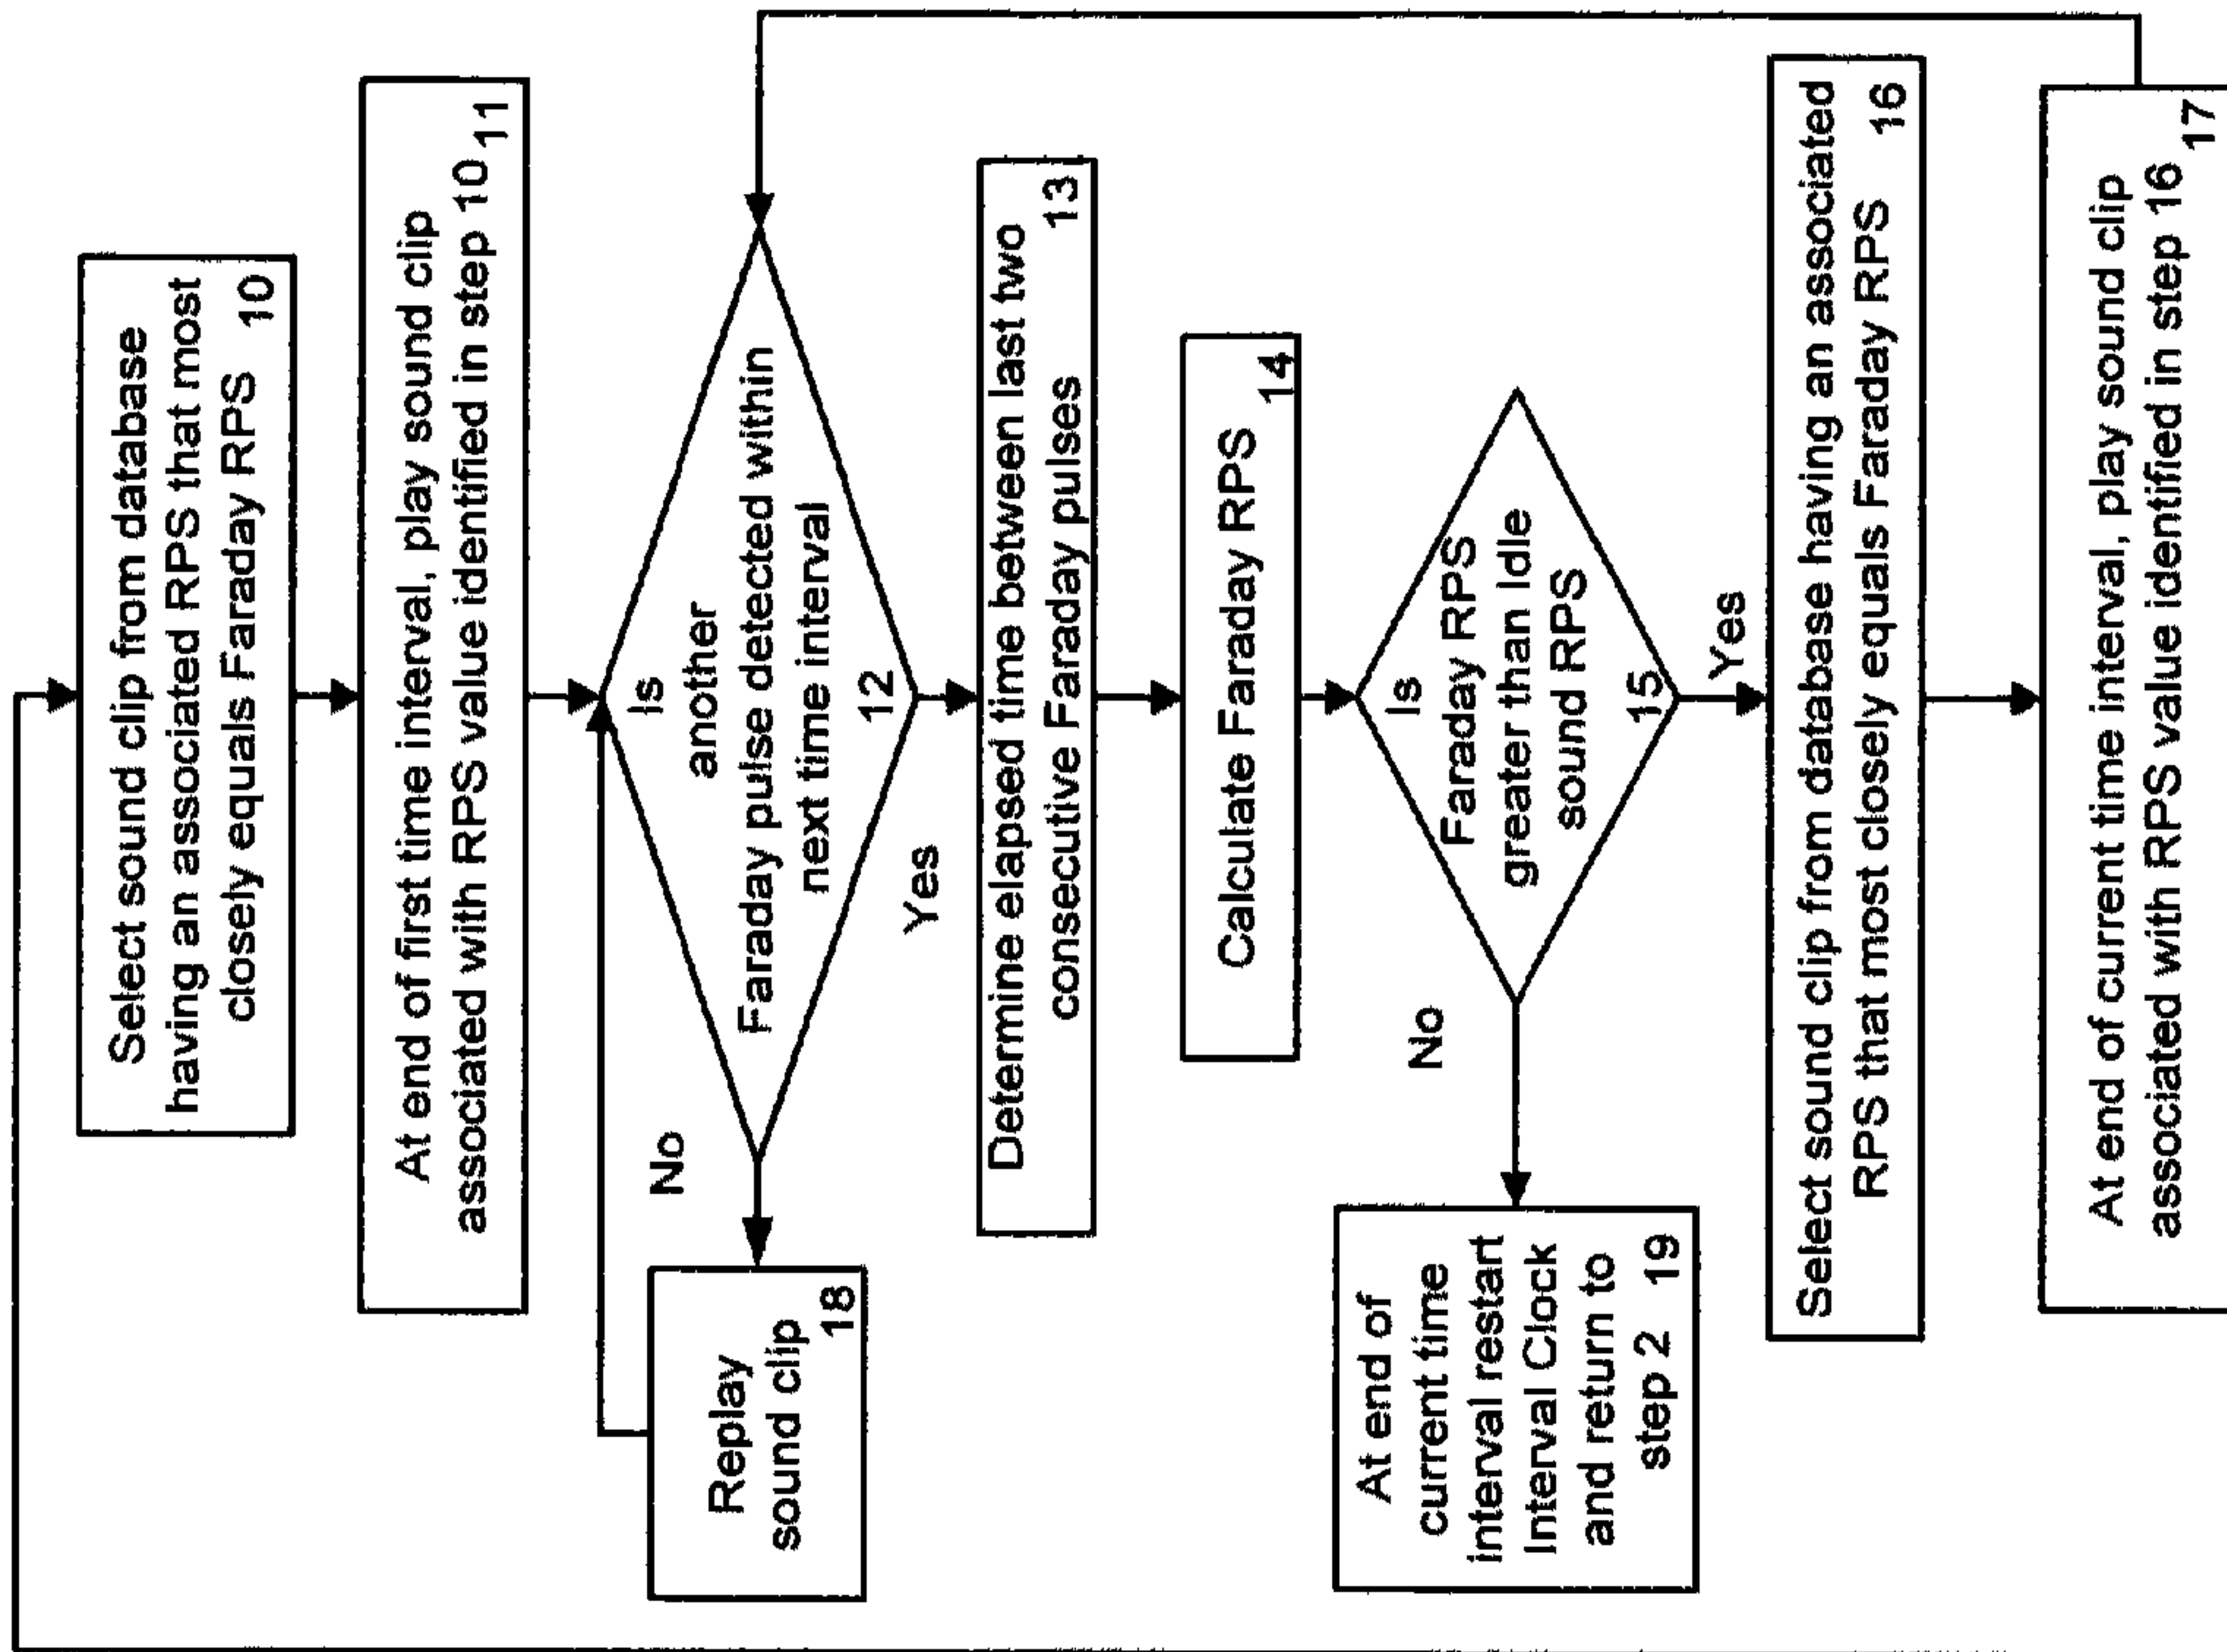 Select sound clip from database
having an associated RPS that most
closely equals Faraday RPS 10
At end of first time interval, play sound clip
associated with RPS value identified in step 10 11
Is
another
Faraday pulse detected within
next time interval
12
No
Yes
Replay
sound clip
18
Determine elapsed time between last two
consecutive Faraday pulses 13
Calculate Faraday RPS
14
Is
Faraday RPS
greater than Idle
sound RPS
15
No
Yes
At end of
current time
interval restart
Interval Clock
and return to
step 2 19
Select sound clip from database having an associated
RPS that most closely equals Faraday RPS 16
At end of current time interval, play sound clip
associated with RPS value identified in step 16
17